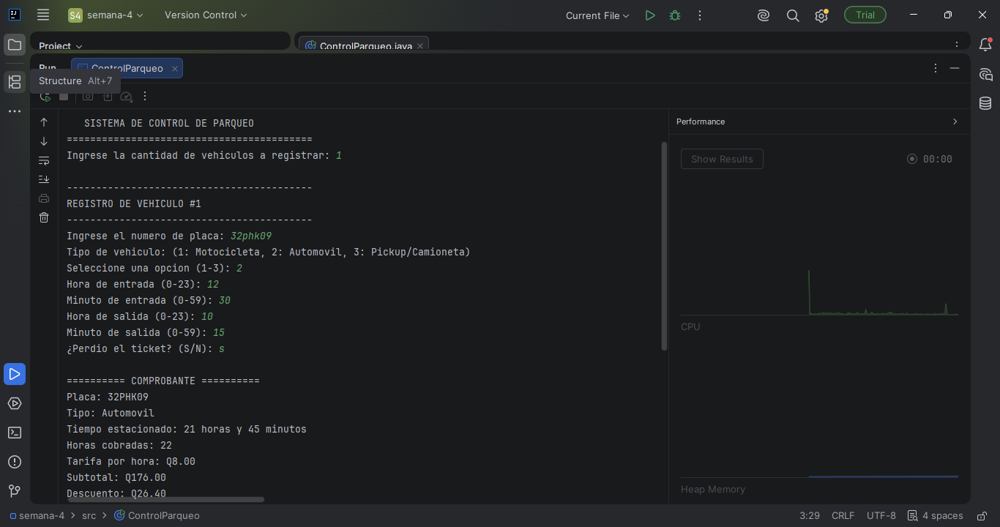 S4 semana-4 Version Control Current File Trial
Project ControlParqueo.java
Run ControlParqueo
Structure Alt+7
SISTEMA DE CONTROL DE PARQUEO
==========================================
Ingrese la cantidad de vehiculos a registrar: 1
------------------------------------------
REGISTRO DE VEHICULO #1
------------------------------------------
Ingrese el numero de placa: 32phk09
Tipo de vehiculo: (1: Motocicleta, 2: Automovil, 3: Pickup/Camioneta)
Seleccione una opcion (1-3): 2
Hora de entrada (0-23): 12
Minuto de entrada (0-59): 30
Hora de salida (0-23): 10
Minuto de salida (0-59): 15
¿Perdio el ticket? (S/N): s
========== COMPROBANTE ==========
Placa: 32PHK09
Tipo: Automovil
Tiempo estacionado: 21 horas y 45 minutos
Horas cobradas: 22
Tarifa por hora: Q8.00
Subtotal: Q176.00
Descuento: Q26.40
Performance
Show Results 00:00
CPU
Heap Memory
semana-4 > src > ControlParqueo 3:29 CRLF UTF-8 4 spaces